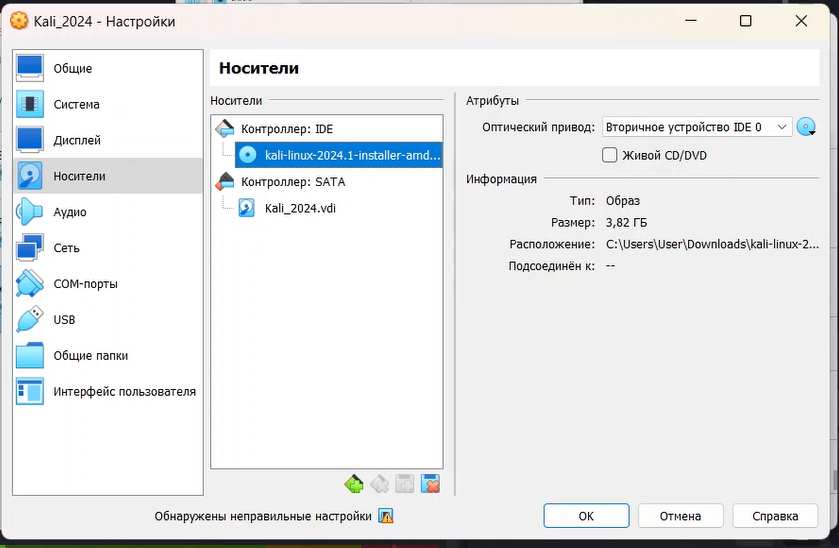 Kali_2024 - Настройки
Общие
Система
Дисплей
Носители
Аудио
Сеть
COM-порты
USB
Общие папки
Интерфейс пользователя
Носители
Носители
Контроллер: IDE
kali-linux-2024.1-installer-amd...
Контроллер: SATA
Kali_2024.vdi
Атрибуты
Оптический привод: Вторичное устройство IDE 0
Живой CD/DVD
Информация
Тип: Образ
Размер: 3,82 ГБ
Расположение: C:\Users\User\Downloads\kali-linux-2...
Подсоединён к: --
Обнаружены неправильные настройки
OK
Отмена
Справка